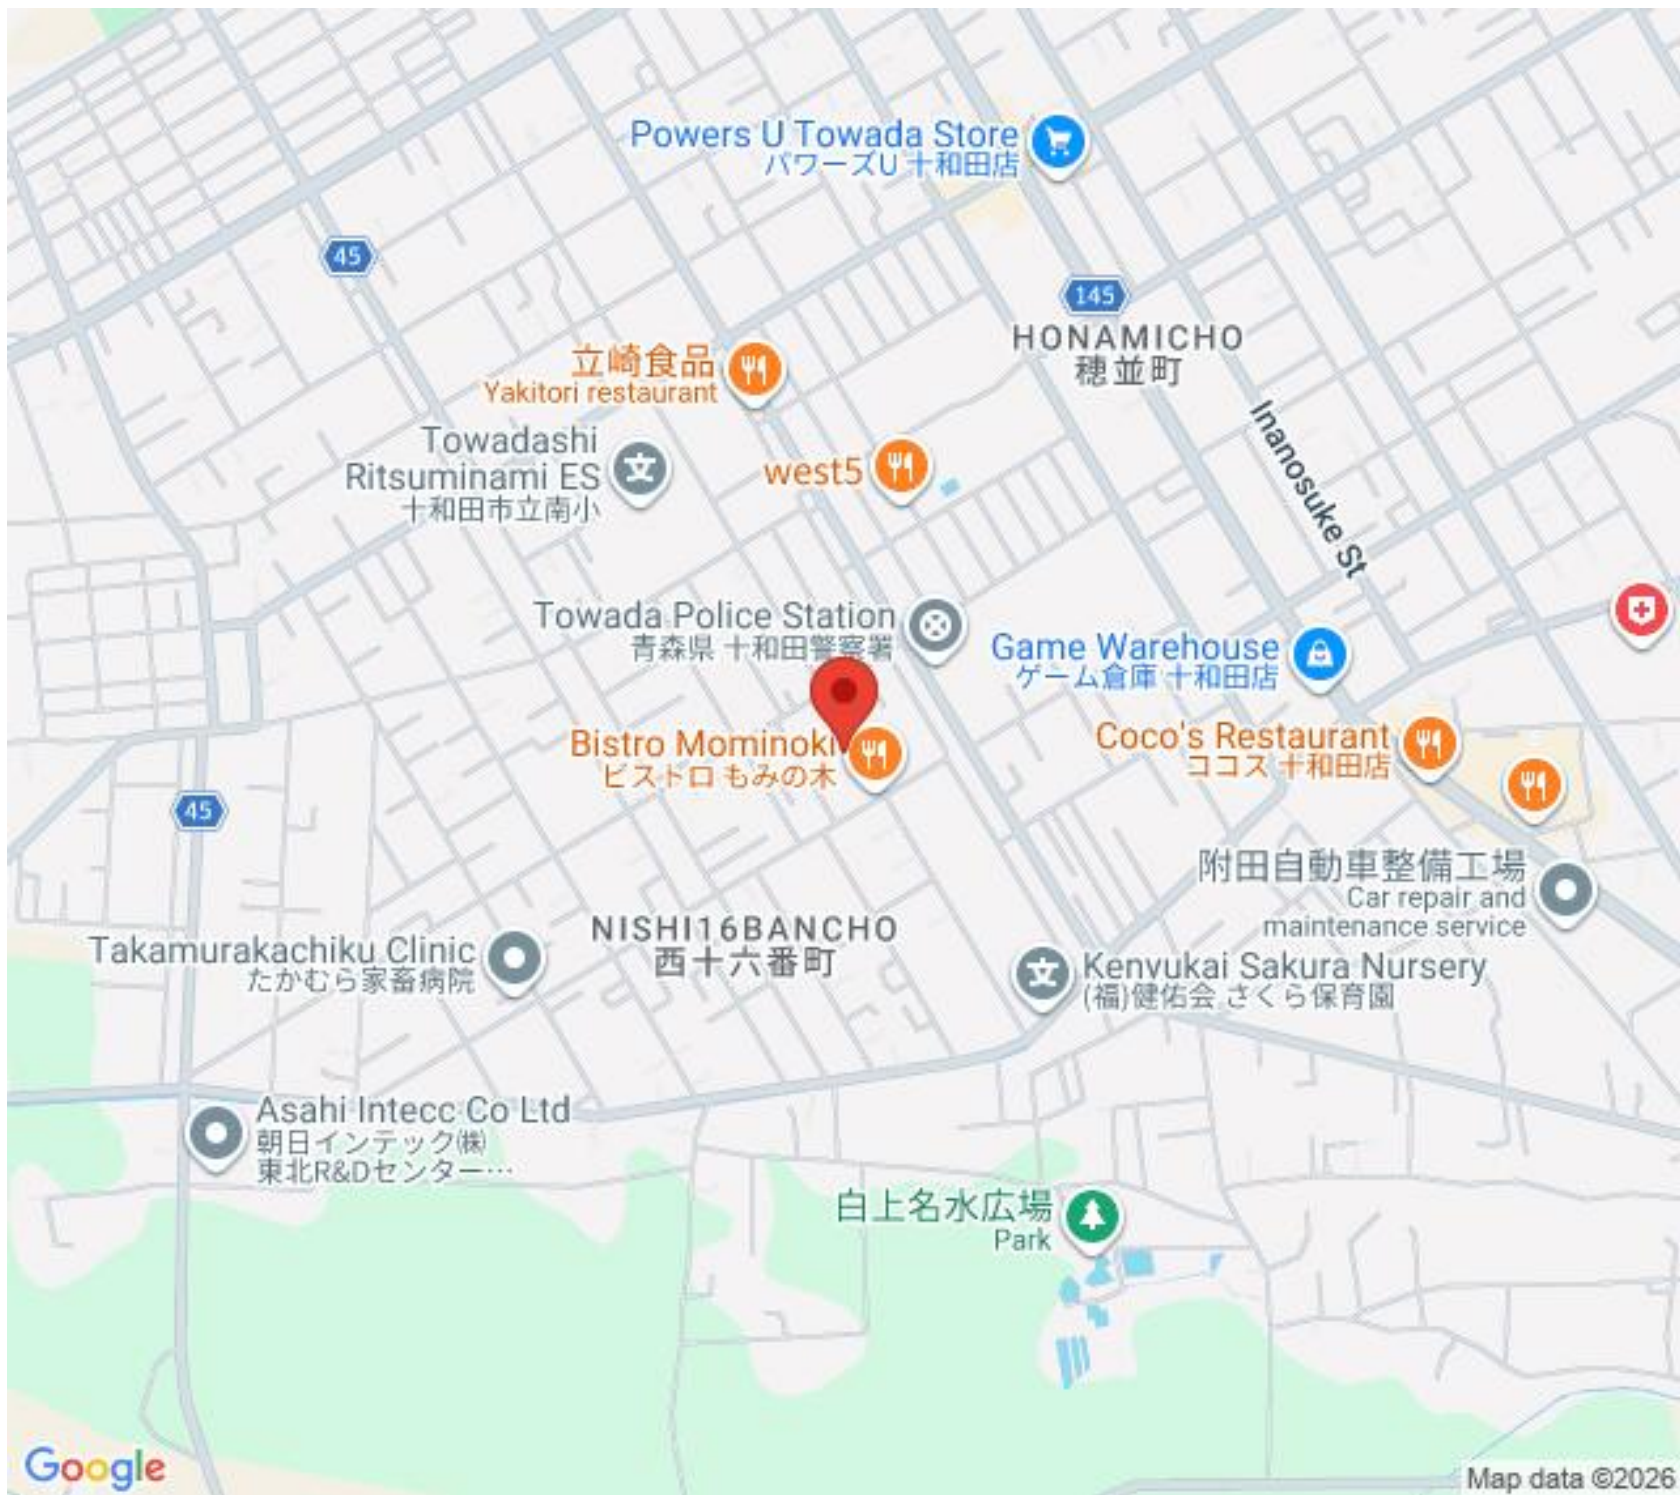 Powers U Towada Store
パワーズU 十和田店
45
145
HONAMICHO
穂並町
立崎食品
Yakitori restaurant
Towadashi
Ritsuminami ES
十和田市立南小
west5
Inanosuke St
Towada Police Station
青森県 十和田警察署
Game Warehouse
ゲーム倉庫 十和田店
Bistro Mominoki
ビストロ もみの木
Coco's Restaurant
ココス 十和田店
45
附田自動車整備工場
Car repair and
maintenance service
NISHI16BANCHO
西十六番町
Takamurakachiku Clinic
たかむら家畜病院
Kenyukai Sakura Nursery
(福)健佑会 さくら保育園
Asahi Intecc Co Ltd
朝日インテック㈱
東北R&Dセンター…
白上名水広場
Park
Google
Map data ©2026